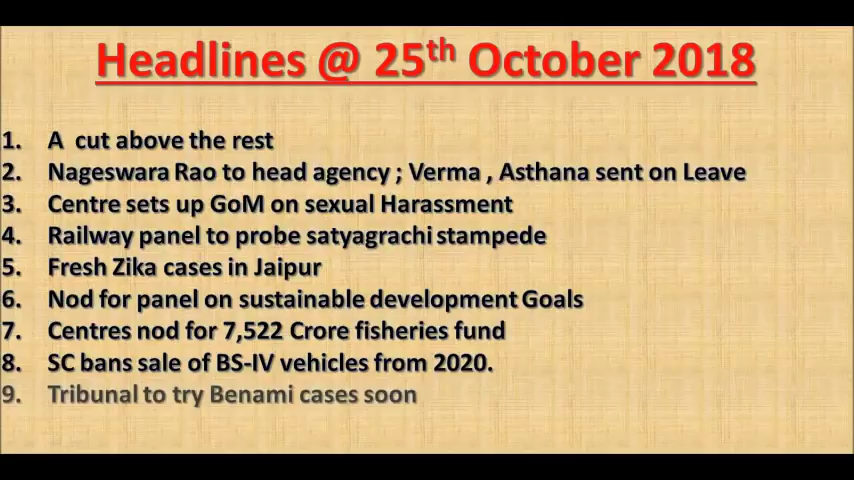 Headlines @ 25th October 2018
1. A cut above the rest
2. Nageswara Rao to head agency ; Verma , Asthana sent on Leave
3. Centre sets up GoM on sexual Harassment
4. Railway panel to probe satyagrachi stampede
5. Fresh Zika cases in Jaipur
6. Nod for panel on sustainable development Goals
7. Centres nod for 7,522 Crore fisheries fund
8. SC bans sale of BS-IV vehicles from 2020.
9. Tribunal to try Benami cases soon